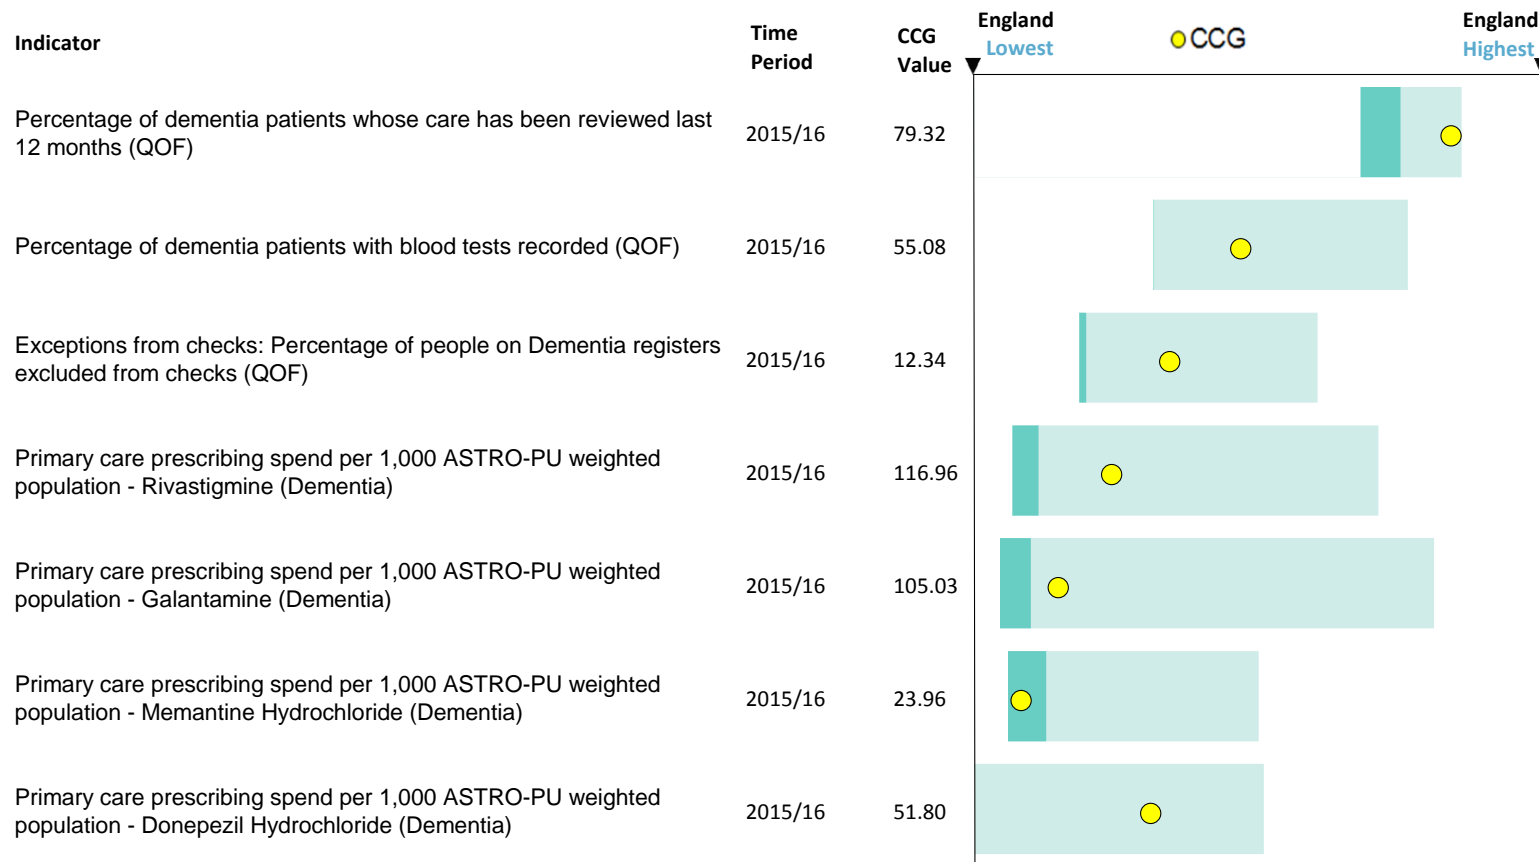 Indicator
Time
Period
CCG
Value
England
Lowest
CCG
England
Highest
Percentage of dementia patients whose care has been reviewed last
12 months (QOF)
2015/16
79.32
Percentage of dementia patients with blood tests recorded (QOF)
2015/16
55.08
Exceptions from checks: Percentage of people on Dementia registers
excluded from checks (QOF)
2015/16
12.34
Primary care prescribing spend per 1,000 ASTRO-PU weighted
population - Rivastigmine (Dementia)
2015/16
116.96
Primary care prescribing spend per 1,000 ASTRO-PU weighted
population - Galantamine (Dementia)
2015/16
105.03
Primary care prescribing spend per 1,000 ASTRO-PU weighted
population - Memantine Hydrochloride (Dementia)
2015/16
23.96
Primary care prescribing spend per 1,000 ASTRO-PU weighted
population - Donepezil Hydrochloride (Dementia)
2015/16
51.80